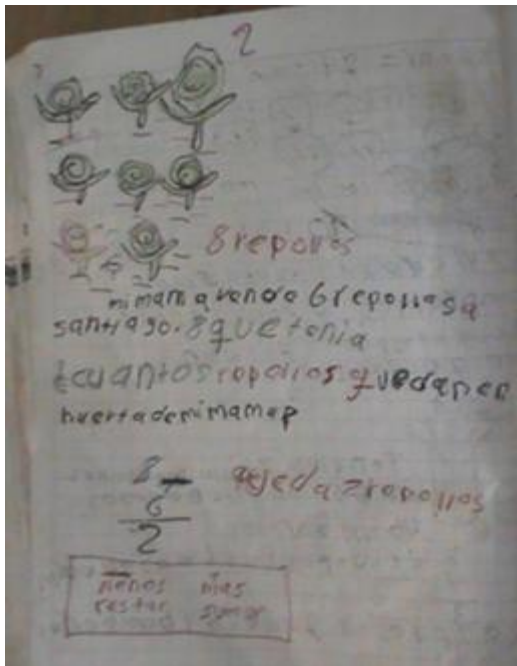 2
8 repollos
mi mama vende 6 repollos a
santiago. 8 que tenia
¿cuantos repollos quedan en
huerta de mi mama?
8 -
6
2
queda 2 repollos
menos mas
restar sumar